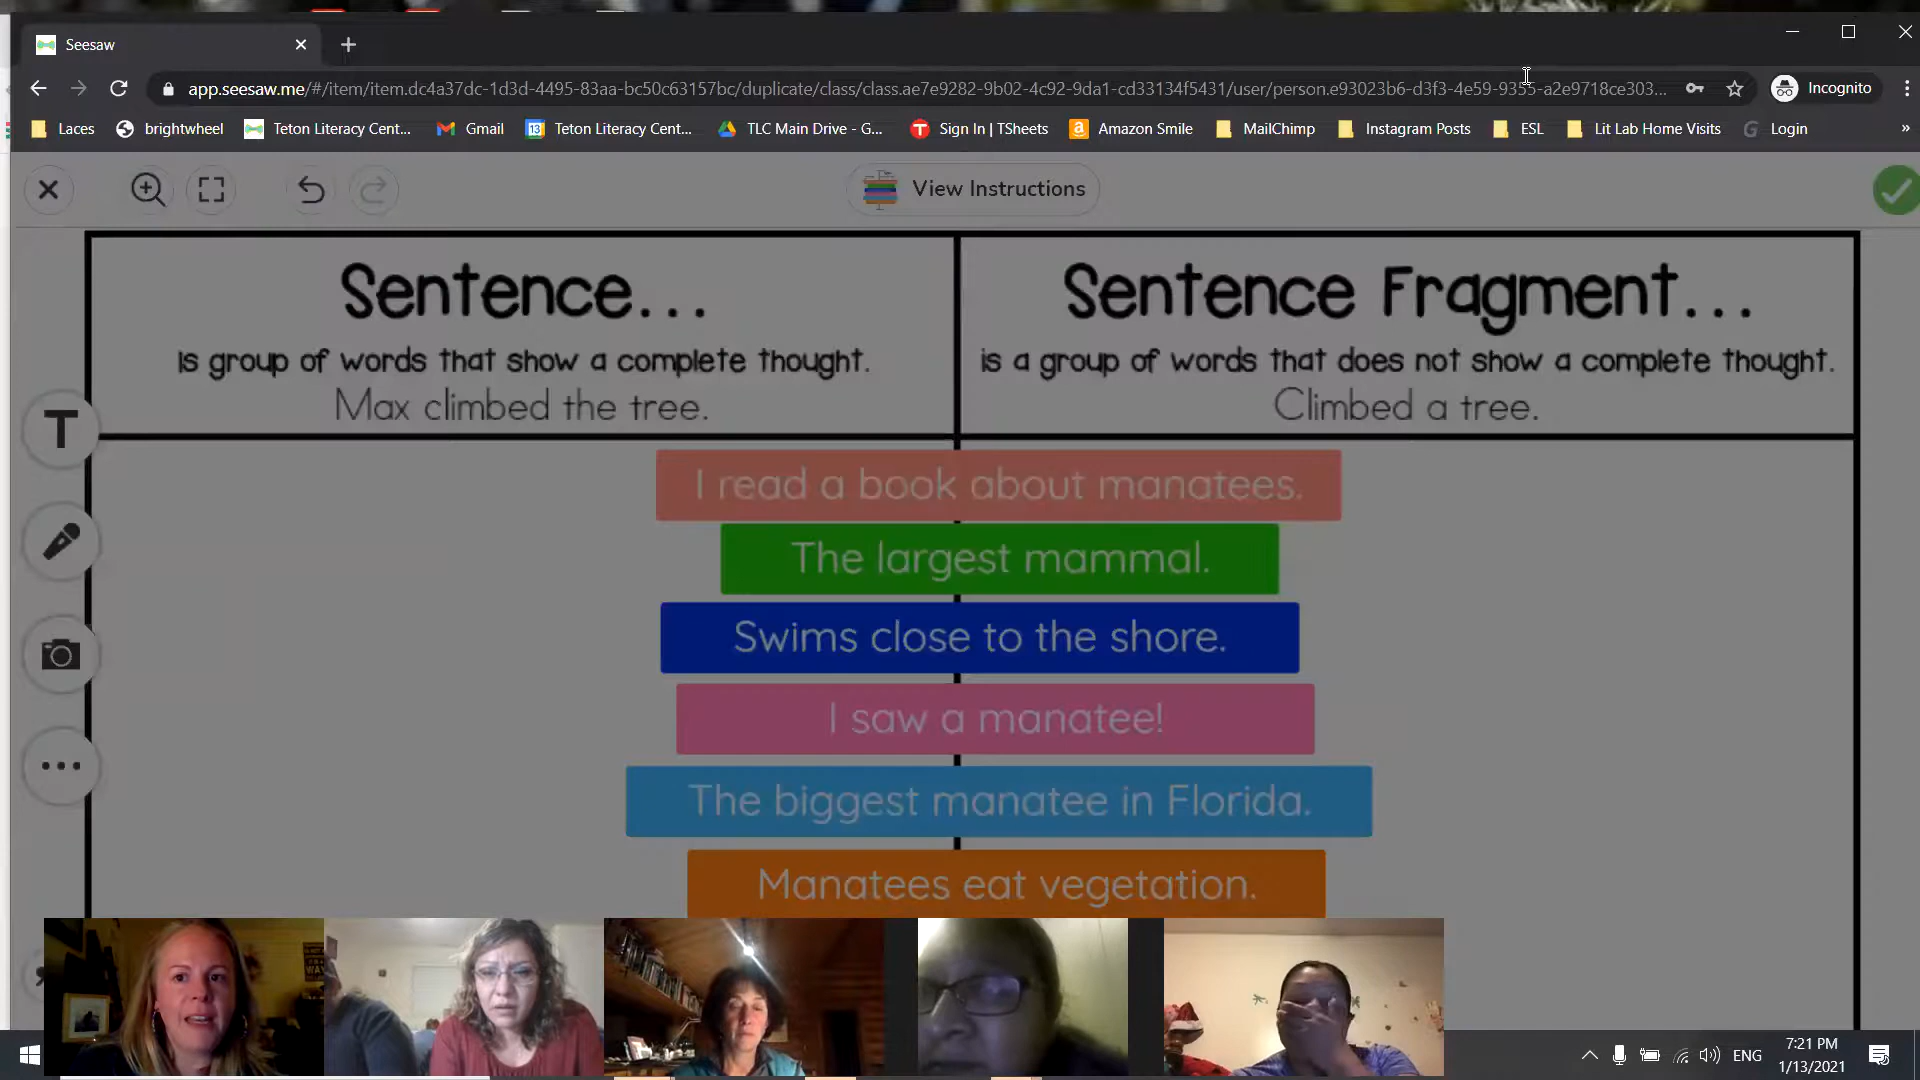 Seesaw
app.seesaw.me/#/item/item.dc4a37dc-1d3d-4495-83aa-bc50c63157bc/duplicate/class/class.ae7e9282-9b02-4c92-9da1-cd33134f5431/user/person.e93023b6-d3f3-4e59-9355-a2e9718ce303...
Incognito
Laces
brightwheel
Teton Literacy Cent...
Gmail
13
Teton Literacy Cent...
TLC Main Drive - G...
Sign In | TSheets
Amazon Smile
MailChimp
Instagram Posts
ESL
Lit Lab Home Visits
Login
View Instructions
Sentence...
Is group of words that show a complete thought.
Max climbed the tree.
Sentence Fragment...
is a group of words that does not show a complete thought.
Climbed a tree.
T
I read a book about manatees.
The largest mammal.
Swims close to the shore.
I saw a manatee!
The biggest manatee in Florida.
Manatees eat vegetation.
ENG
7:21 PM
1/13/2021